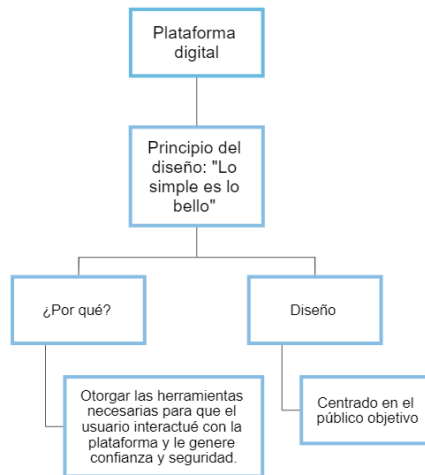 Plataforma
digital
Principio del
diseño: "Lo
simple es lo
bello"
¿Por qué?
Diseño
Otorgar las herramientas
necesarias para que el
usuario interactué con la
plataforma y le genere
confianza y seguridad.
Centrado en el
público objetivo